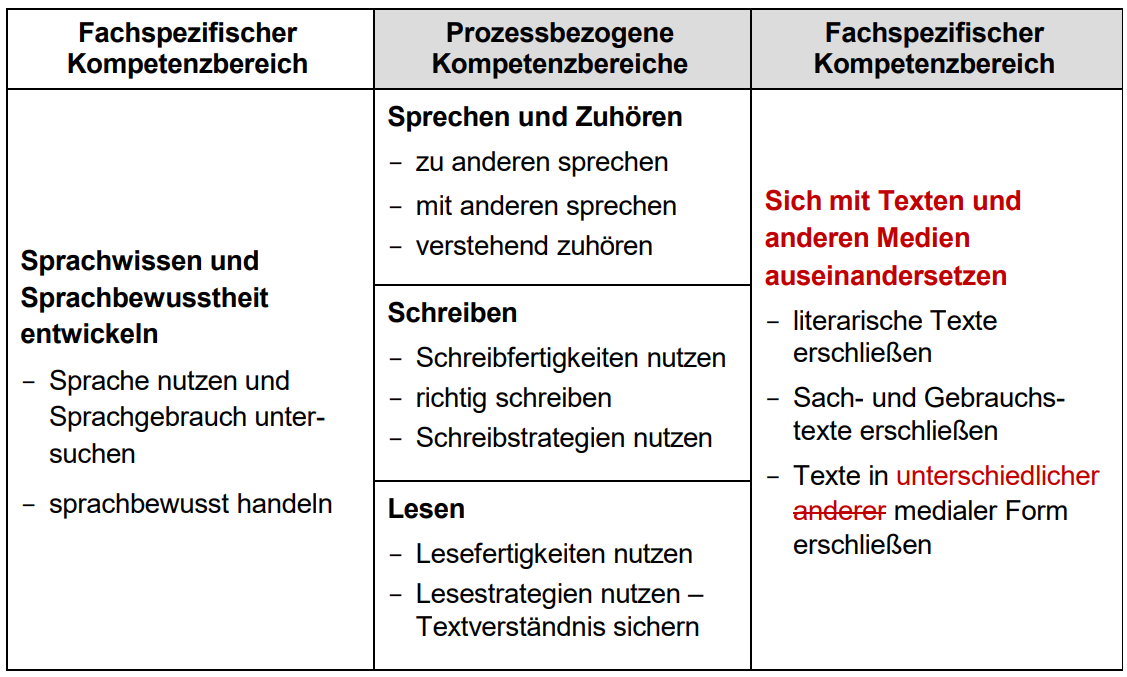 Fachspezifischer
Kompetenzbereich
Prozessbezogene
Kompetenzbereiche
Fachspezifischer
Kompetenzbereich
Sprachwissen und
Sprachbewusstheit
entwickeln
– Sprache nutzen und
Sprachgebrauch unter-
suchen
– sprachbewusst handeln
Sprechen und Zuhören
– zu anderen sprechen
– mit anderen sprechen
– verstehend zuhören
Schreiben
– Schreibfertigkeiten nutzen
– richtig schreiben
– Schreibstrategien nutzen
Lesen
– Lesefertigkeiten nutzen
– Lesestrategien nutzen –
Textverständnis sichern
Sich mit Texten und
anderen Medien
auseinandersetzen
– literarische Texte
erschließen
– Sach- und Gebrauchs-
texte erschließen
– Texte in unterschiedlicher
anderer medialer Form
erschließen